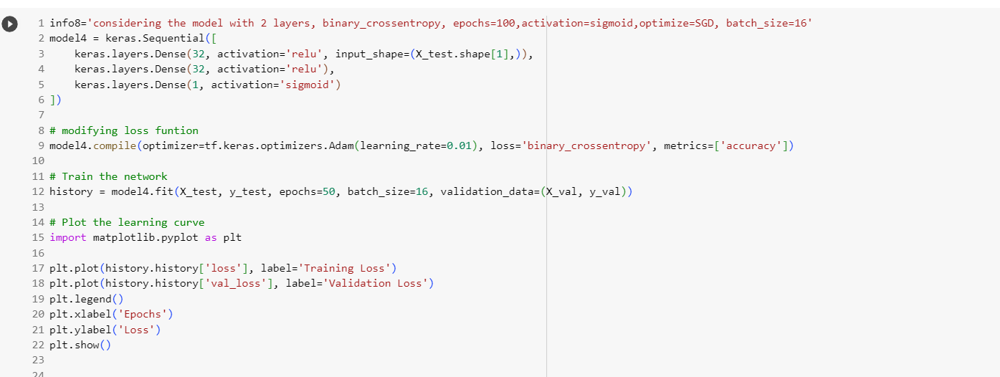 1 info8='considering the model with 2 layers, binary_crossentropy, epochs=100,activation=sigmoid,optimize=SGD, batch_size=16'
2 model4 = keras.Sequential([
3     keras.layers.Dense(32, activation='relu', input_shape=(X_test.shape[1],)),
4     keras.layers.Dense(32, activation='relu'),
5     keras.layers.Dense(1, activation='sigmoid')
6 ])
7
8 # modifying loss funtion
9 model4.compile(optimizer=tf.keras.optimizers.Adam(learning_rate=0.01), loss='binary_crossentropy', metrics=['accuracy'])
10
11 # Train the network
12 history = model4.fit(X_test, y_test, epochs=50, batch_size=16, validation_data=(X_val, y_val))
13
14 # Plot the learning curve
15 import matplotlib.pyplot as plt
16
17 plt.plot(history.history['loss'], label='Training Loss')
18 plt.plot(history.history['val_loss'], label='Validation Loss')
19 plt.legend()
20 plt.xlabel('Epochs')
21 plt.ylabel('Loss')
22 plt.show()
23
24